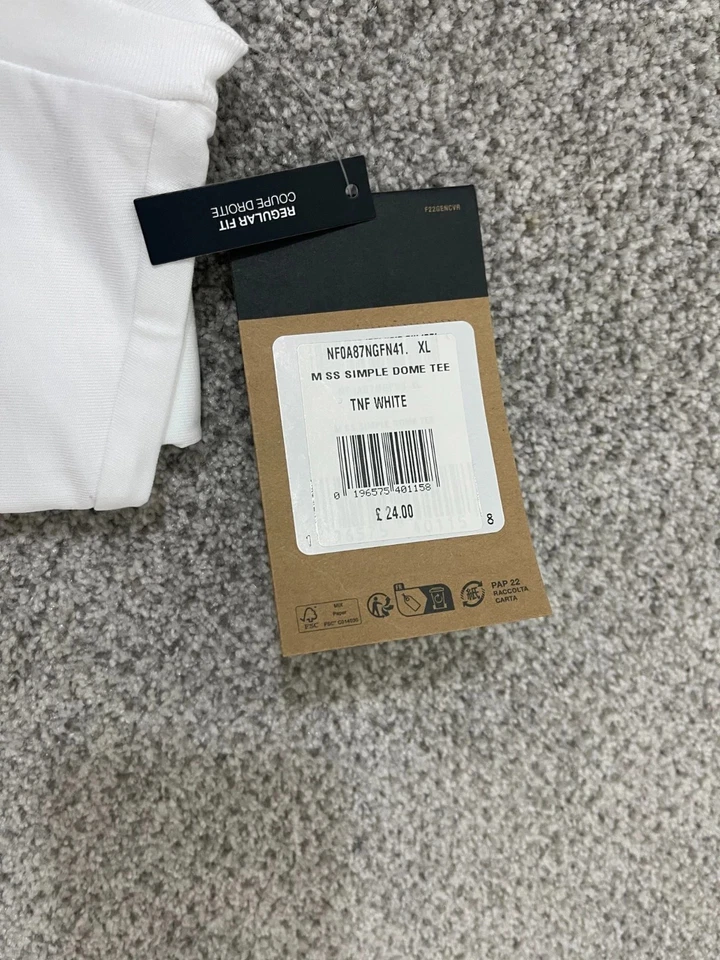 REGULAR FIT
COUPE DROITE
F22GENCVR
NF0A87NGFN41. XL
M SS SIMPLE DOME TEE
TNF WHITE
0 196575 401158
£ 24.00
8
FSC
MIX
Paper
FR
PAP 22
RACCOLTA
CARTA